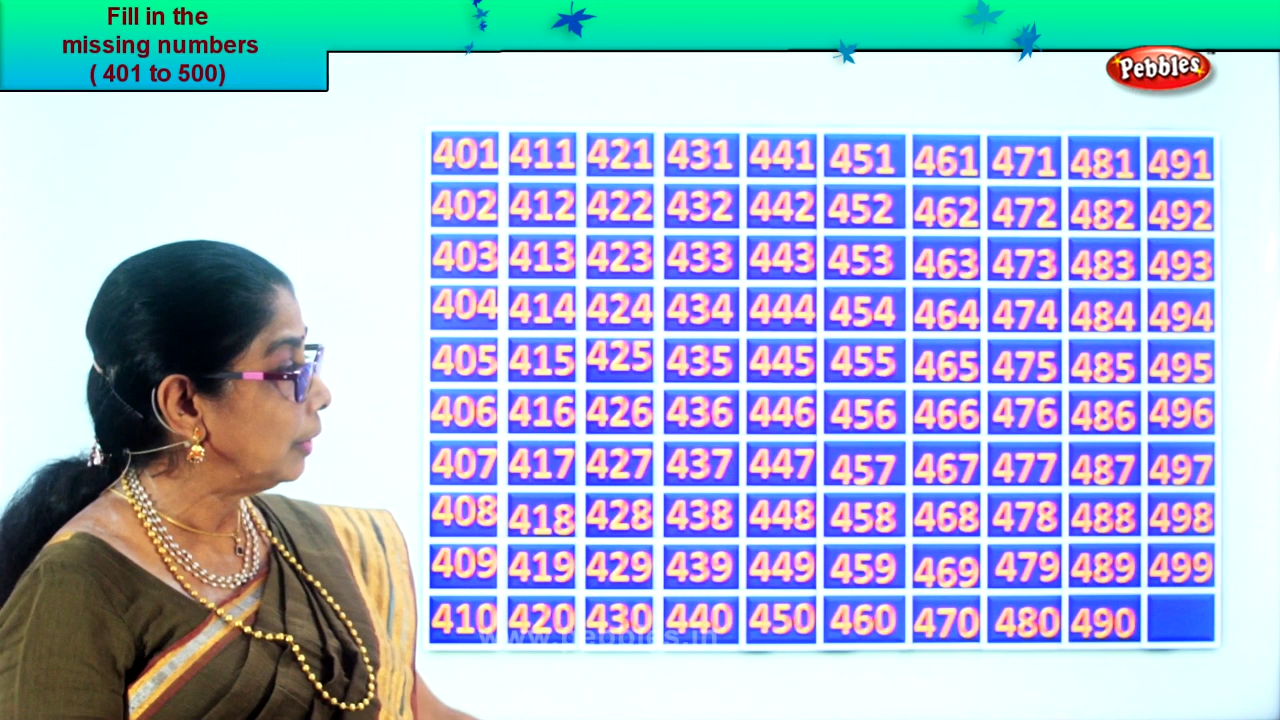 Fill in the
missing numbers
( 401 to 500)
Pebbles
401 411 421 431 441 451 461 471 481 491
402 412 422 432 442 452 462 472 482 492
403 413 423 433 443 453 463 473 483 493
404 414 424 434 444 454 464 474 484 494
405 415 425 435 445 455 465 475 485 495
406 416 426 436 446 456 466 476 486 496
407 417 427 437 447 457 467 477 487 497
408 418 428 438 448 458 468 478 488 498
409 419 429 439 449 459 469 479 489 499
410 420 430 440 450 460 470 480 490
www.pebbles.in